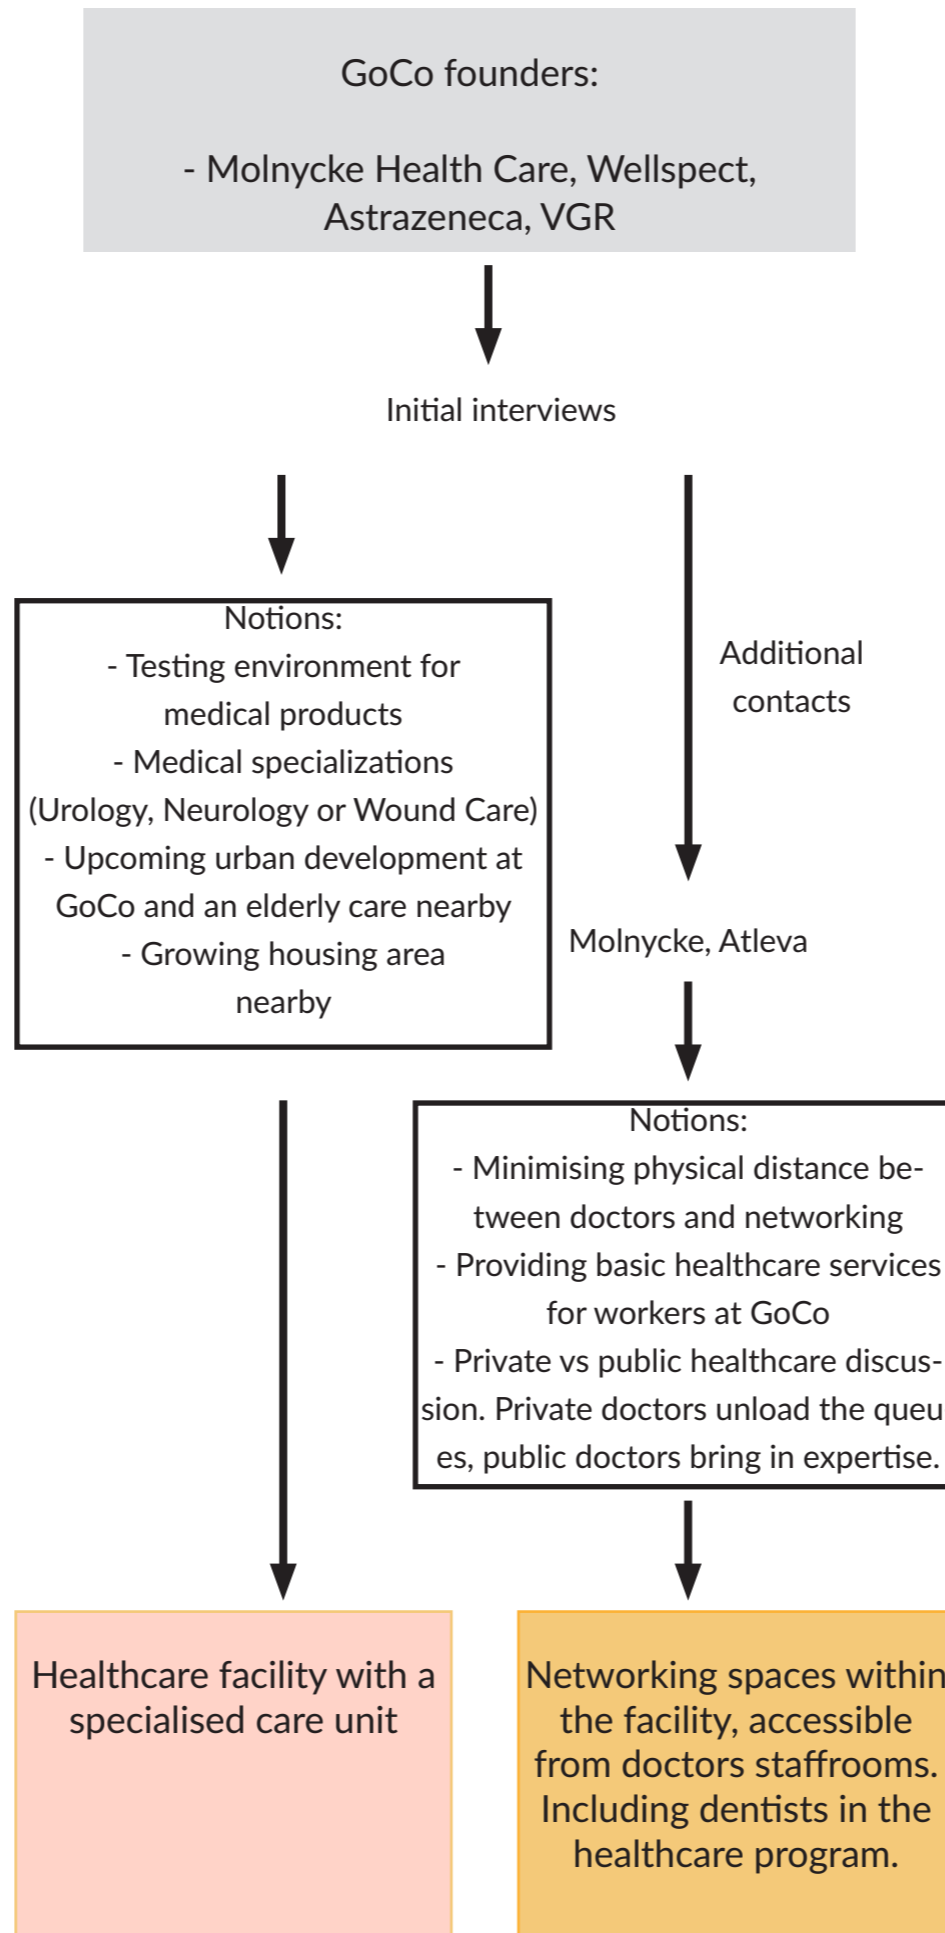 GoCo founders:
- Molnycke Health Care, Wellspect,
Astrazeneca, VGR
Initial interviews
Notions:
- Testing environment for
medical products
- Medical specializations
(Urology, Neurology or Wound Care)
- Upcoming urban development at
GoCo and an elderly care nearby
- Growing housing area
nearby
Additional
contacts
Molnycke, Atleva
Notions:
- Minimising physical distance be-
tween doctors and networking
- Providing basic healthcare services
for workers at GoCo
- Private vs public healthcare discus-
sion. Private doctors unload the queu-
es, public doctors bring in expertise.
Healthcare facility with a
specialised care unit
Networking spaces within
the facility, accessible
from doctors staffrooms.
Including dentists in the
healthcare program.